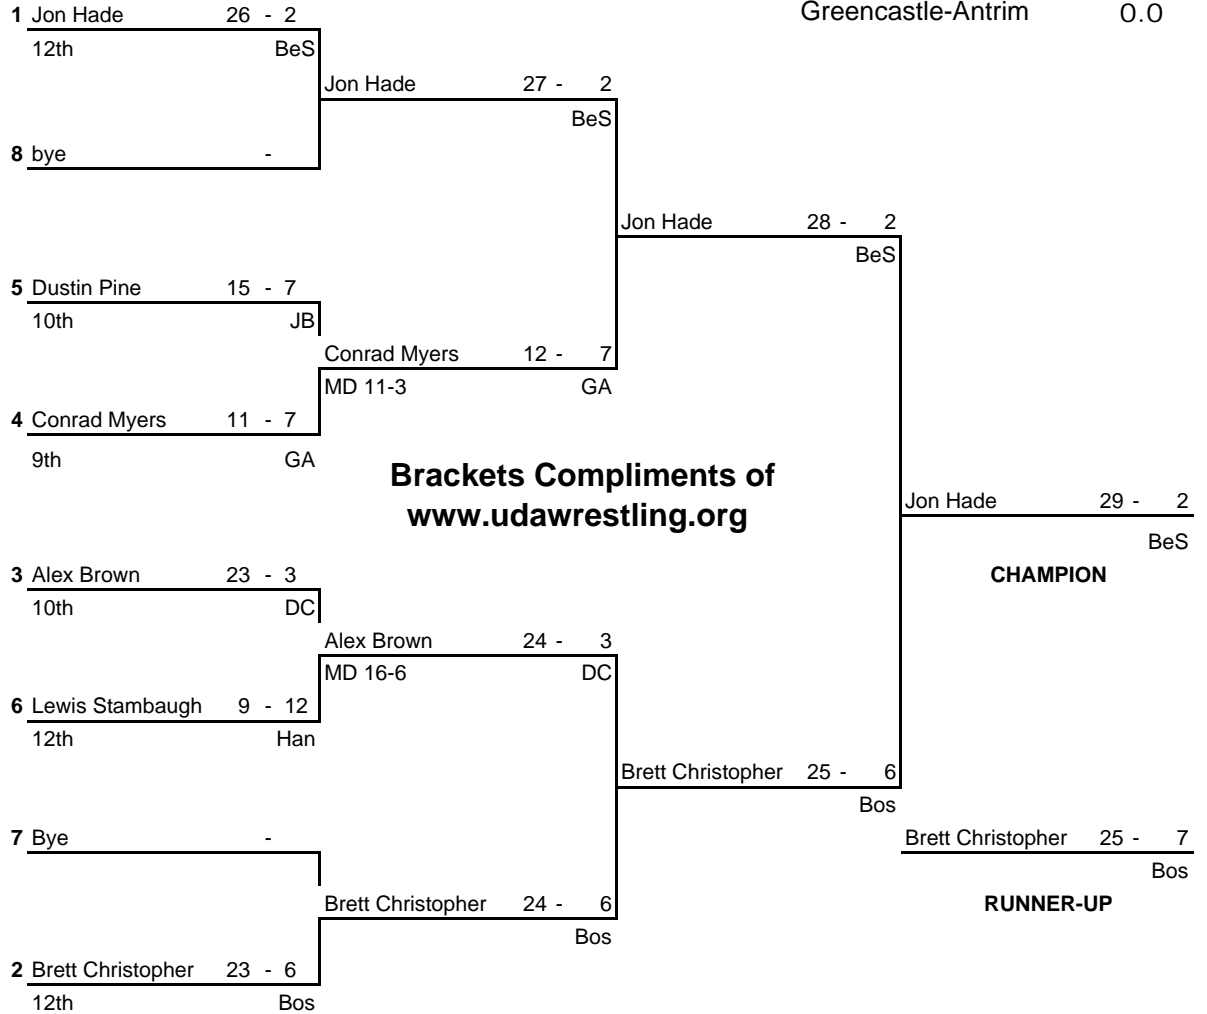 Greencastle-Antrim 0.0
1 Jon Hade 26 - 2
12th BeS
Jon Hade 27 - 2
BeS
8 bye -
Jon Hade 28 - 2
BeS
5 Dustin Pine 15 - 7
10th JB
Conrad Myers 12 - 7
MD 11-3 GA
4 Conrad Myers 11 - 7
9th GA
Brackets Compliments of
www.udawrestling.org
Jon Hade 29 - 2
BeS
CHAMPION
3 Alex Brown 23 - 3
10th DC
Alex Brown 24 - 3
MD 16-6 DC
6 Lewis Stambaugh 9 - 12
12th Han
Brett Christopher 25 - 6
Bos
7 Bye -
Brett Christopher 25 - 7
Bos
RUNNER-UP
Brett Christopher 24 - 6
Bos
2 Brett Christopher 23 - 6
12th Bos